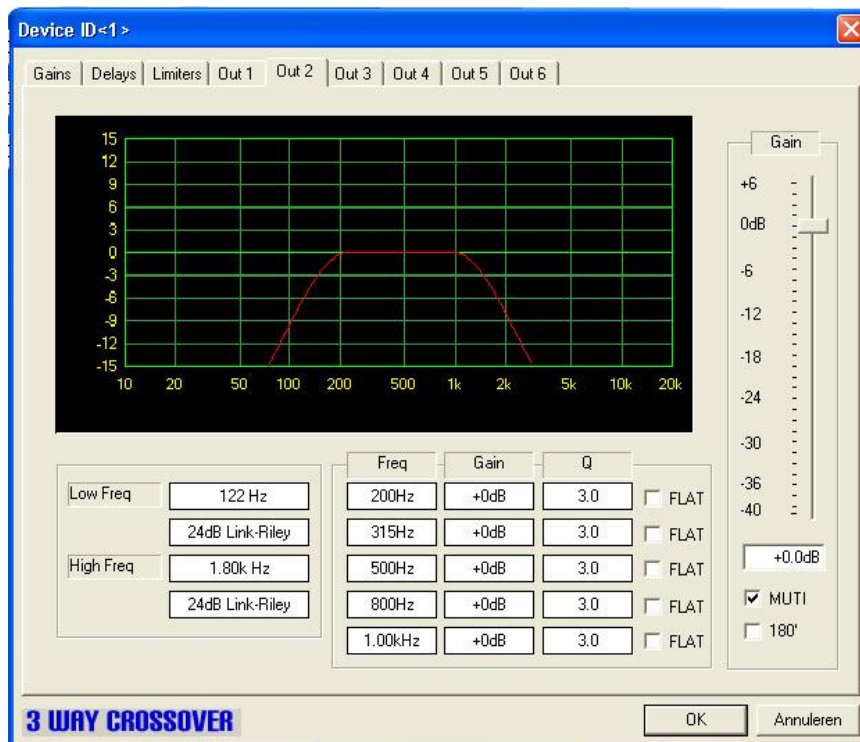 Device ID<1>
Gains Delays Limiters Out 1 Out 2 Out 3 Out 4 Out 5 Out 6
15
12
9
6
3
0
-3
-6
-9
-12
-15
10 20 50 100 200 500 1k 2k 5k 10k 20k
Gain
+6
0dB
-6
-12
-18
-24
-30
-36
-40
+0.0dB
MUTI
180'
Low Freq 122 Hz
24dB Link-Riley
High Freq 1.80k Hz
24dB Link-Riley
Freq Gain Q
200Hz +0dB 3.0 FLAT
315Hz +0dB 3.0 FLAT
500Hz +0dB 3.0 FLAT
800Hz +0dB 3.0 FLAT
1.00kHz +0dB 3.0 FLAT
3 WAY CROSSOVER
OK Annuleren